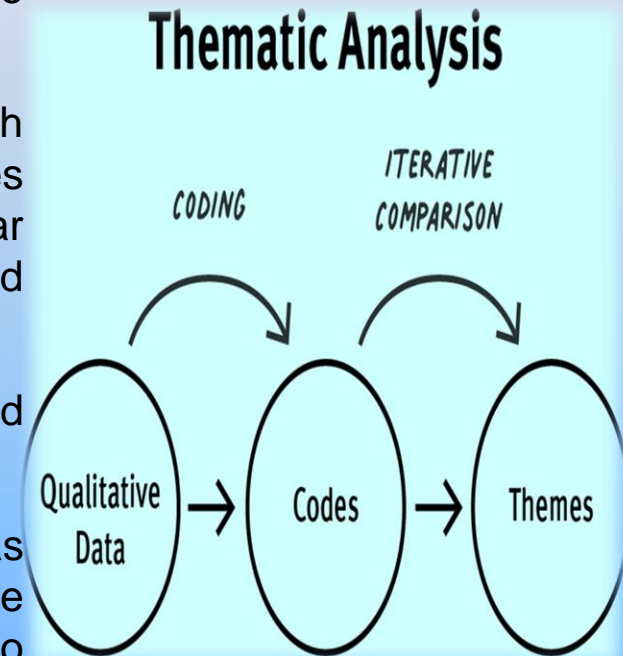 Thematic Analysis
CODING
ITERATIVE
COMPARISON
Qualitative
Data
Codes
Themes